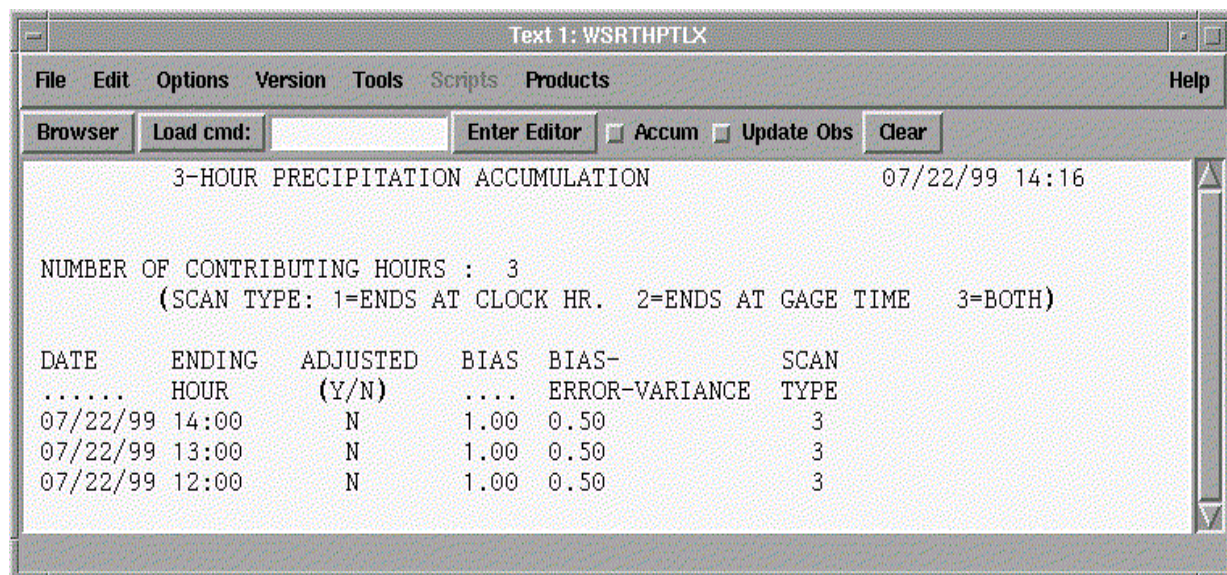 Text 1: WSRTHPTLX
File Edit Options Version Tools Scripts Products Help
Browser Load cmd: Enter Editor Accum Update Obs Clear
3-HOUR PRECIPITATION ACCUMULATION 07/22/99 14:16
NUMBER OF CONTRIBUTING HOURS : 3
(SCAN TYPE: 1=ENDS AT CLOCK HR. 2=ENDS AT GAGE TIME 3=BOTH)
DATE ENDING ADJUSTED BIAS BIAS- SCAN
...... HOUR (Y/N) .... ERROR-VARIANCE TYPE
07/22/99 14:00 N 1.00 0.50 3
07/22/99 13:00 N 1.00 0.50 3
07/22/99 12:00 N 1.00 0.50 3